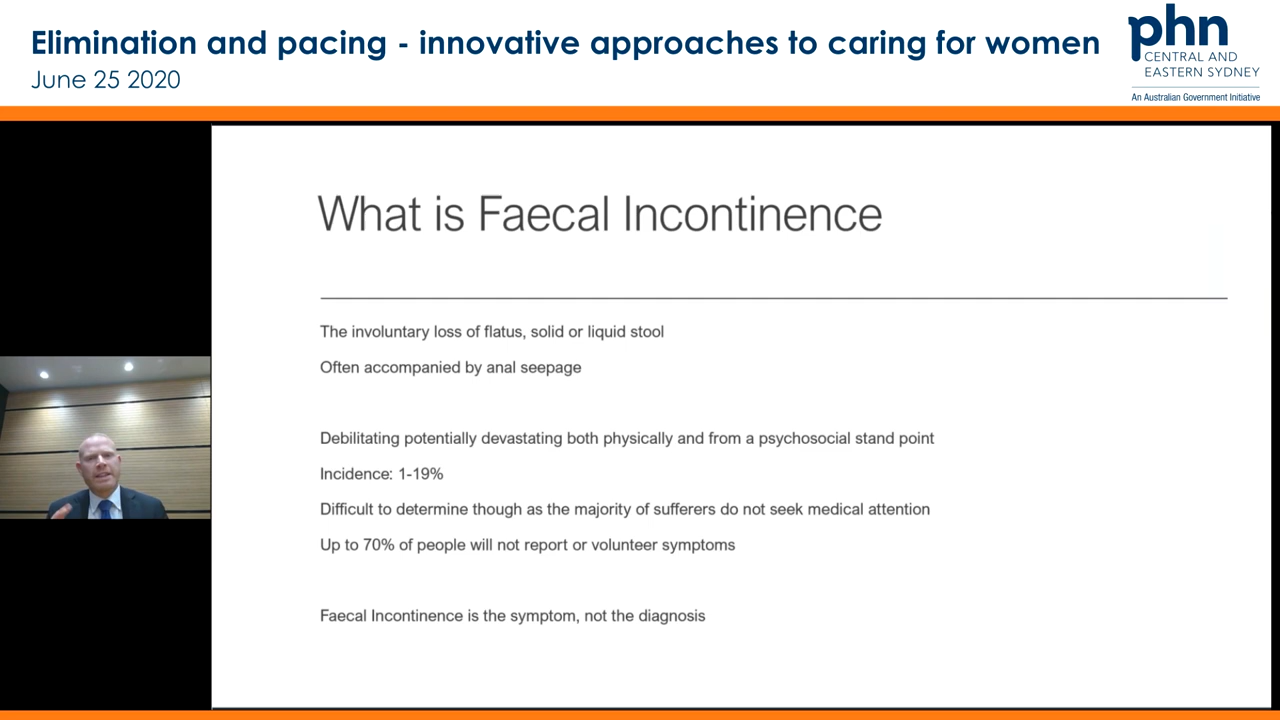 Elimination and pacing - innovative approaches to caring for women
June 25 2020
phn
CENTRAL AND
EASTERN SYDNEY
An Australian Government Initiative
What is Faecal Incontinence
The involuntary loss of flatus, solid or liquid stool
Often accompanied by anal seepage
Debilitating potentially devastating both physically and from a psychosocial stand point
Incidence: 1-19%
Difficult to determine though as the majority of sufferers do not seek medical attention
Up to 70% of people will not report or volunteer symptoms
Faecal Incontinence is the symptom, not the diagnosis